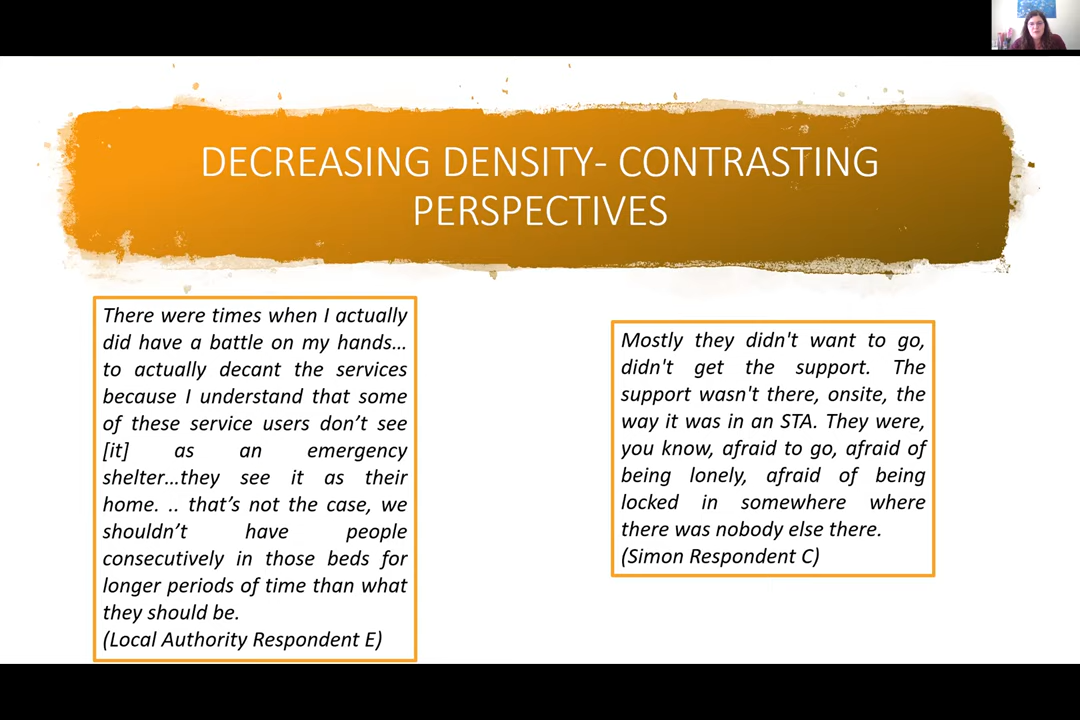 DECREASING DENSITY- CONTRASTING
PERSPECTIVES
There were times when I actually
did have a battle on my hands…
to actually decant the services
because I understand that some
of these service users don’t see
[it] as an emergency
shelter…they see it as their
home. .. that’s not the case, we
shouldn’t have people
consecutively in those beds for
longer periods of time than what
they should be.
(Local Authority Respondent E)
Mostly they didn't want to go,
didn't get the support. The
support wasn't there, onsite, the
way it was in an STA. They were,
you know, afraid to go, afraid of
being lonely, afraid of being
locked in somewhere where
there was nobody else there.
(Simon Respondent C)